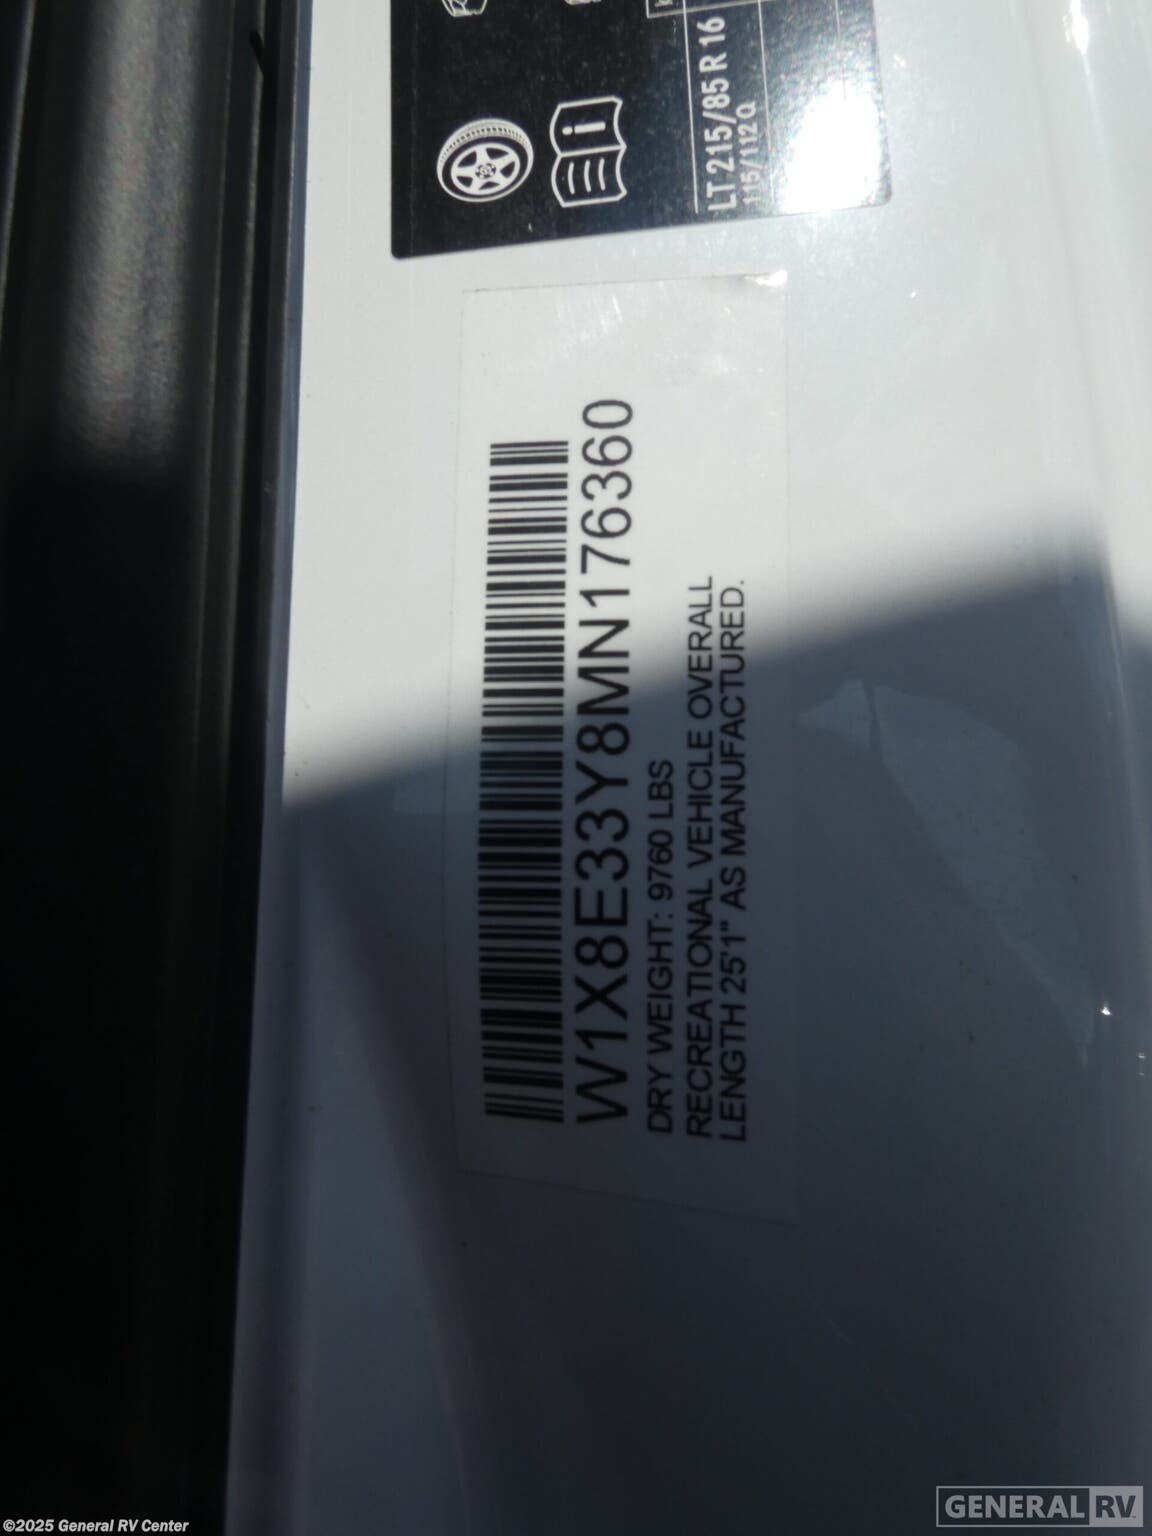 LT 215/85 R 16
115/112 Q
W1X8E33Y8MN176360
DRY WEIGHT: 9760 LBS
RECREATIONAL VEHICLE OVERALL
LENGTH 25'1" AS MANUFACTURED.
©2025 General RV Center
GENERAL RV